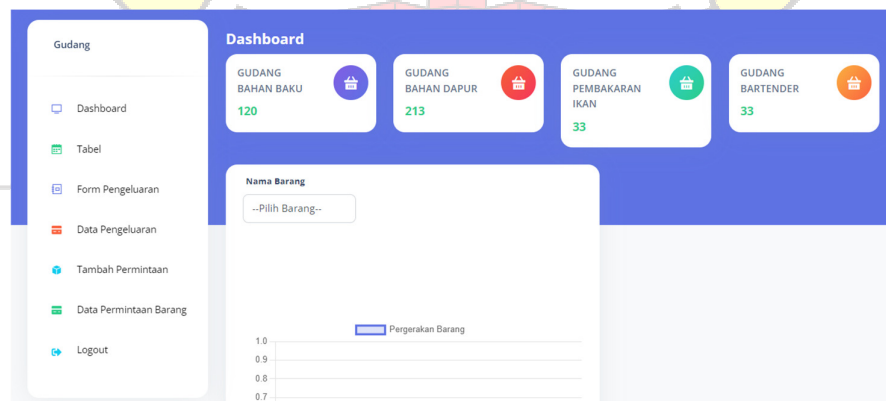 Gudang
Dashboard
Tabel
Form Pengeluaran
Data Pengeluaran
Tambah Permintaan
Data Permintaan Barang
Logout
Dashboard
GUDANG
BAHAN BAKU
120
GUDANG
BAHAN DAPUR
213
GUDANG
PEMBAKARAN
IKAN
33
GUDANG
BARTENDER
33
Nama Barang
--Pilih Barang--
Pergerakan Barang
1.0
0.9
0.8
0.7